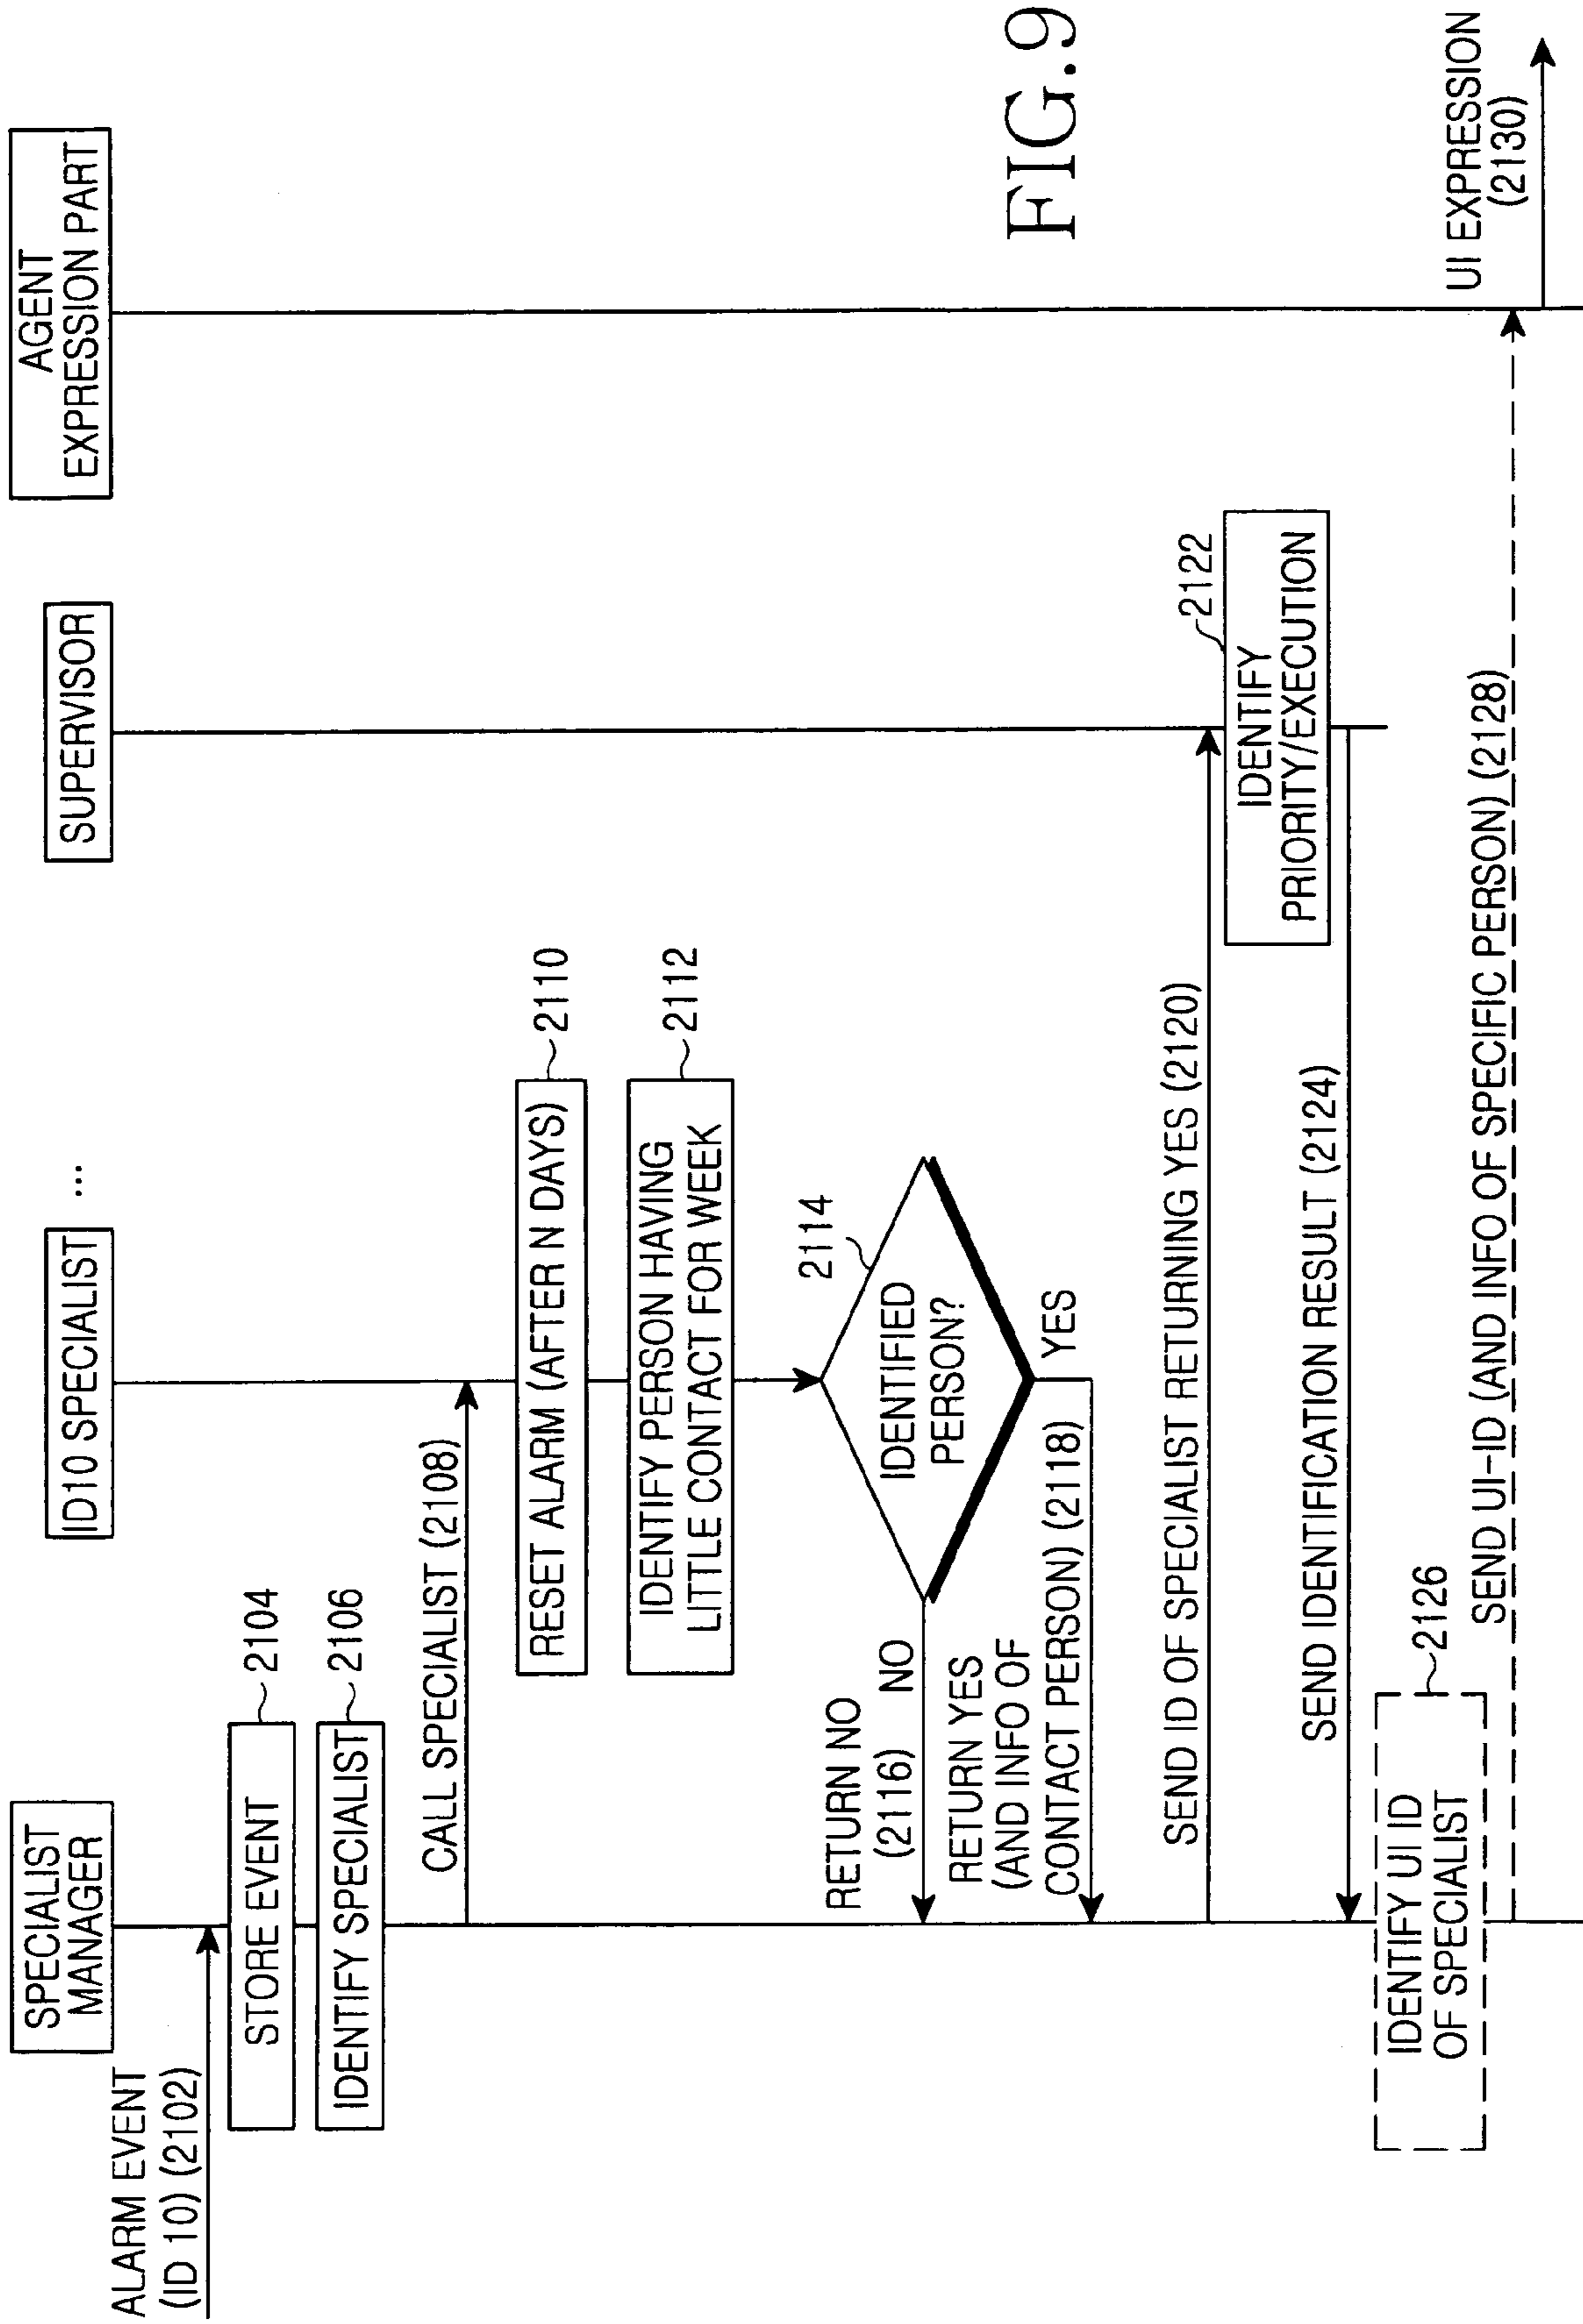 SPECIALIST
MANAGER
ID10 SPECIALIST
...
SUPERVISOR
AGENT
EXPRESSION PART
ALARM EVENT
(ID 10) (2102)
STORE EVENT
2104
IDENTIFY SPECIALIST
2106
CALL SPECIALIST (2108)
RESET ALARM (AFTER N DAYS)
2110
IDENTIFY PERSON HAVING
LITTLE CONTACT FOR WEEK
2112
2114
IDENTIFIED
PERSON?
RETURN NO
(2116)
NO
RETURN YES
(AND INFO OF
CONTACT PERSON) (2118)
YES
SEND ID OF SPECIALIST RETURNING YES (2120)
2122
IDENTIFY
PRIORITY/EXECUTION
SEND IDENTIFICATION RESULT (2124)
IDENTIFY UI ID
OF SPECIALIST
2126
SEND UI-ID (AND INFO OF SPECIFIC PERSON) (2128)
UI EXPRESSION
(2130)
FIG.9